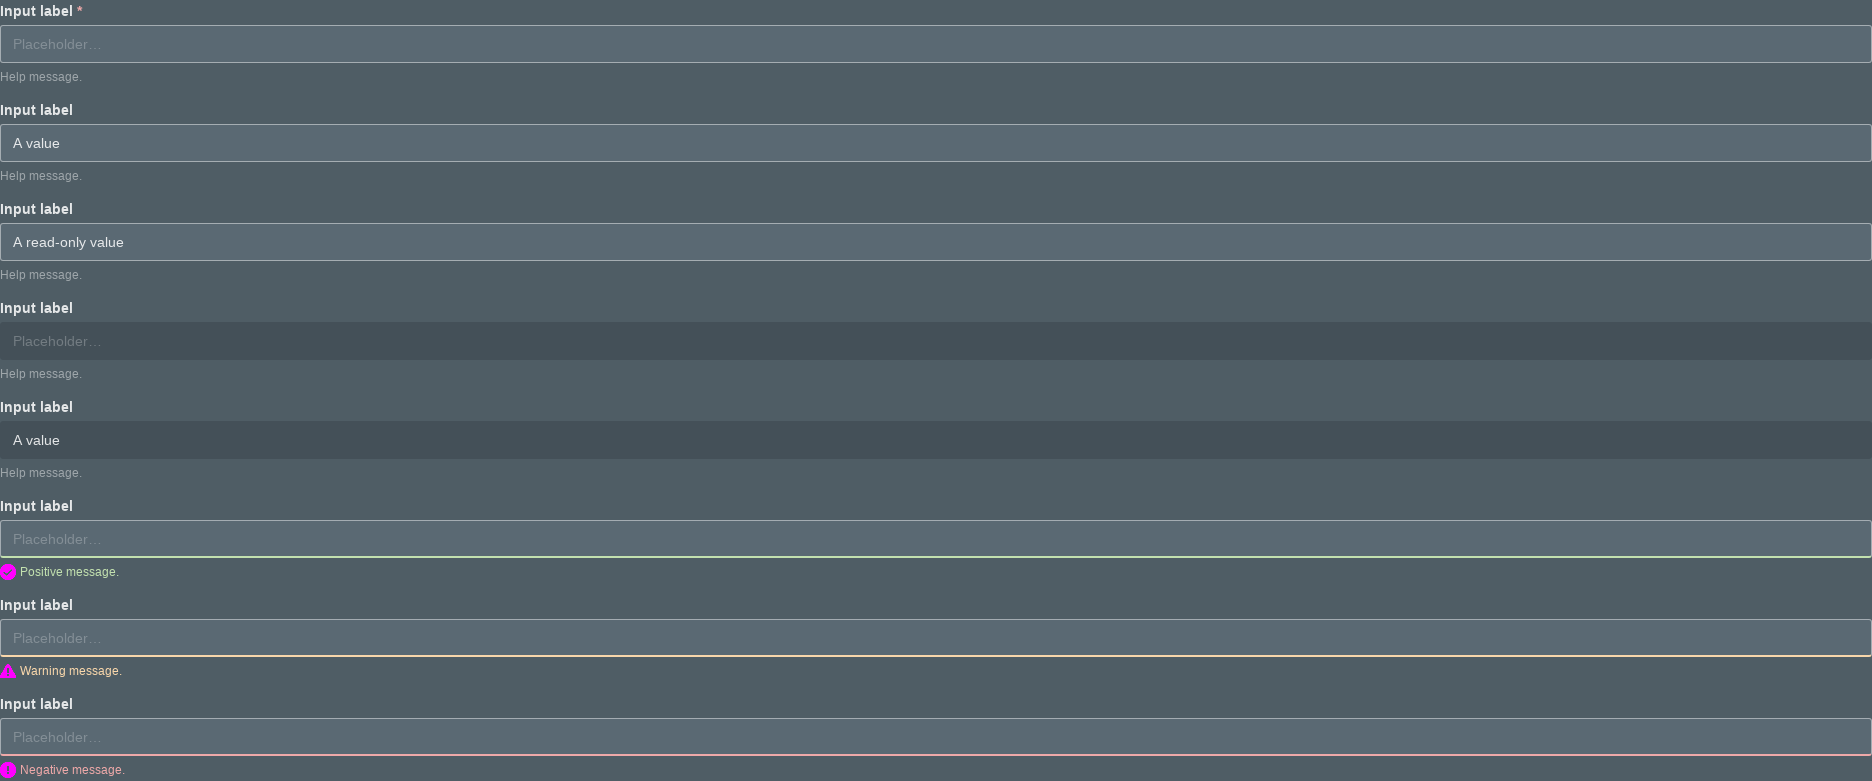 Input label *
Placeholder...
Help message.
Input label
A value
Help message.
Input label
A read-only value
Help message.
Input label
Placeholder...
Help message.
Input label
A value
Help message.
Input label
Placeholder...
Positive message.
Input label
Placeholder...
Warning message.
Input label
Placeholder...
Negative message.